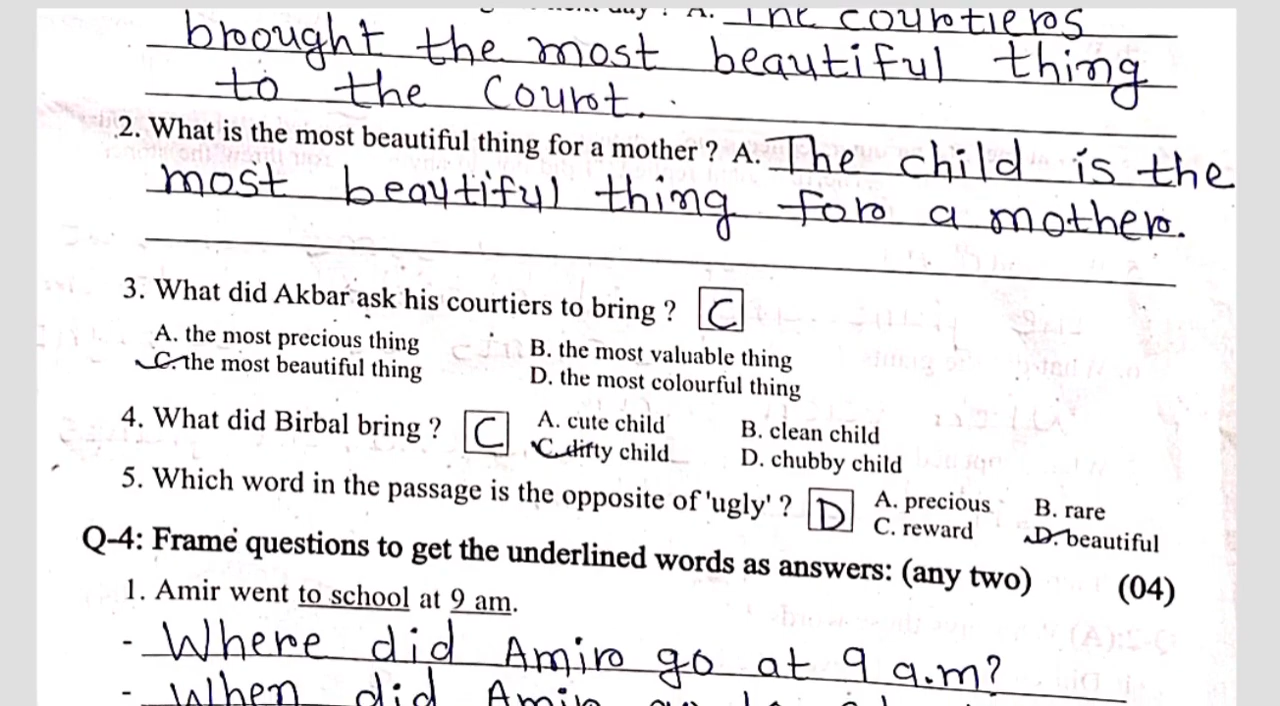 The courtiers
brought the most beautiful thing
to the Court.
2. What is the most beautiful thing for a mother ? A. The child is the
most beautiful thing for a mother.
3. What did Akbar ask his courtiers to bring ? C
A. the most precious thing B. the most valuable thing
C. the most beautiful thing D. the most colourful thing
4. What did Birbal bring ? C A. cute child B. clean child
C. dirty child D. chubby child
5. Which word in the passage is the opposite of 'ugly' ? D A. precious B. rare
C. reward D. beautiful
Q-4: Frame questions to get the underlined words as answers: (any two) (04)
1. Amir went to school at 9 am.
- Where did Amir go at 9 a.m?
- When did Amir